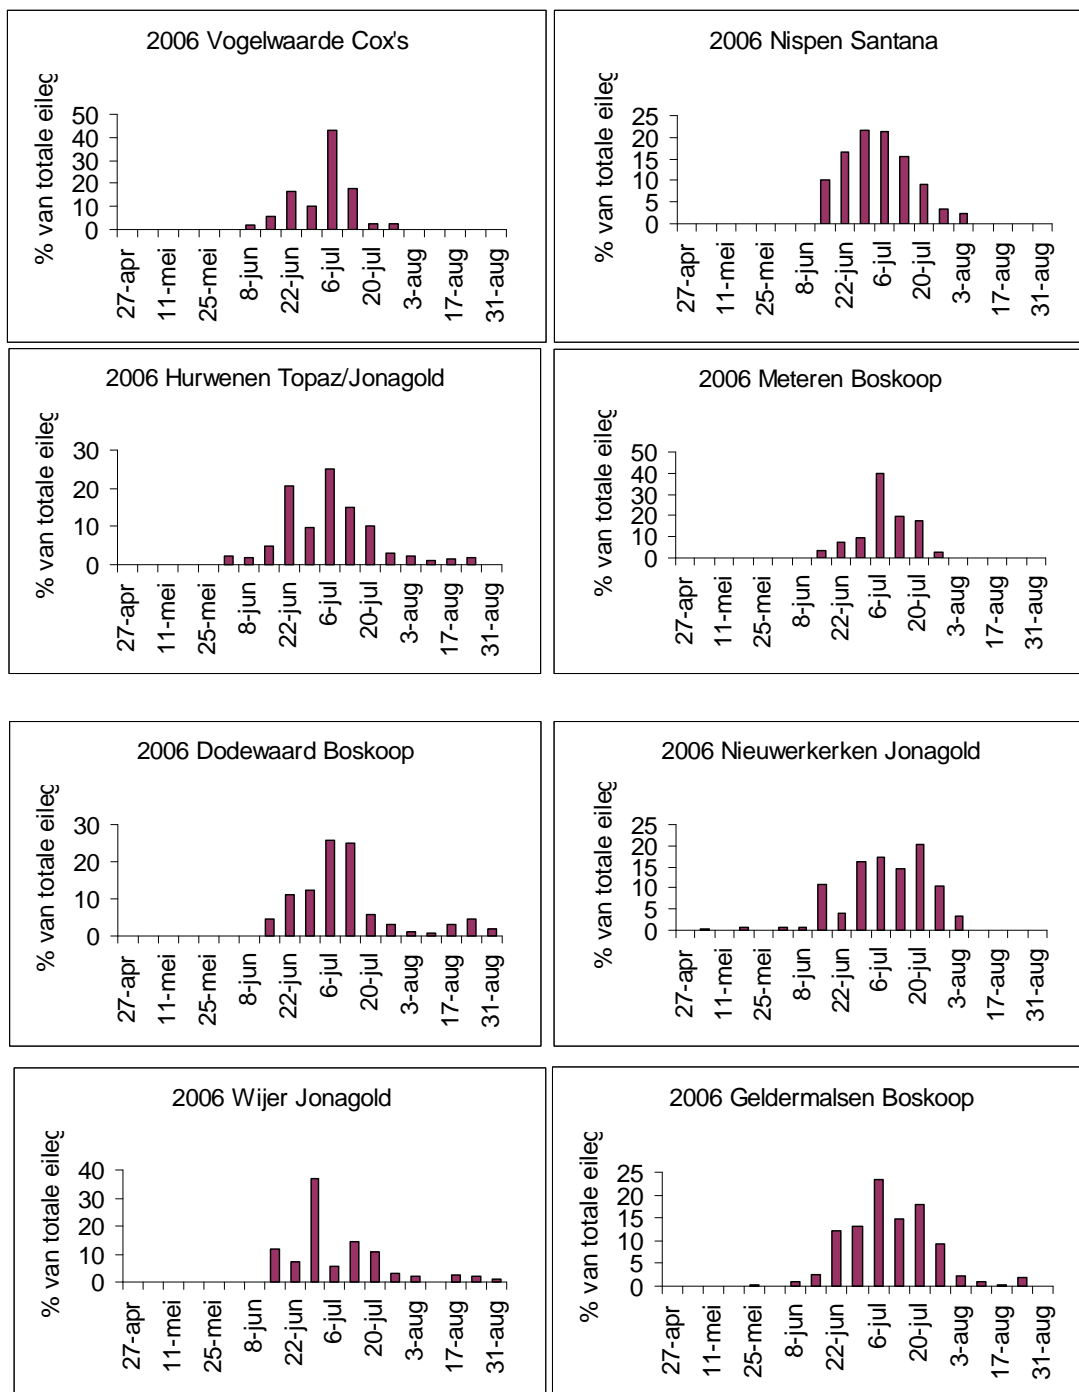 2006 Vogelwaarde Cox's
% van totale eileg
50
40
30
20
10
0
27-apr
11-mei
25-mei
8-jun
22-jun
6-jul
20-jul
3-aug
17-aug
31-aug
2006 Nispen Santana
% van totale eileg
25
20
15
10
5
0
27-apr
11-mei
25-mei
8-jun
22-jun
6-jul
20-jul
3-aug
17-aug
31-aug
2006 Hurwenen Topaz/Jonagold
% van totale eileg
30
20
10
0
27-apr
11-mei
25-mei
8-jun
22-jun
6-jul
20-jul
3-aug
17-aug
31-aug
2006 Meteren Boskoop
% van totale eileg
50
40
30
20
10
0
27-apr
11-mei
25-mei
8-jun
22-jun
6-jul
20-jul
3-aug
17-aug
31-aug
2006 Dodewaard Boskoop
% van totale eileg
30
20
10
0
27-apr
11-mei
25-mei
8-jun
22-jun
6-jul
20-jul
3-aug
17-aug
31-aug
2006 Nieuwerkerken Jonagold
% van totale eileg
25
20
15
10
5
0
27-apr
11-mei
25-mei
8-jun
22-jun
6-jul
20-jul
3-aug
17-aug
31-aug
2006 Wijer Jonagold
% van totale eileg
40
30
20
10
0
27-apr
11-mei
25-mei
8-jun
22-jun
6-jul
20-jul
3-aug
17-aug
31-aug
2006 Geldermalsen Boskoop
% van totale eileg
25
20
15
10
5
0
27-apr
11-mei
25-mei
8-jun
22-jun
6-jul
20-jul
3-aug
17-aug
31-aug